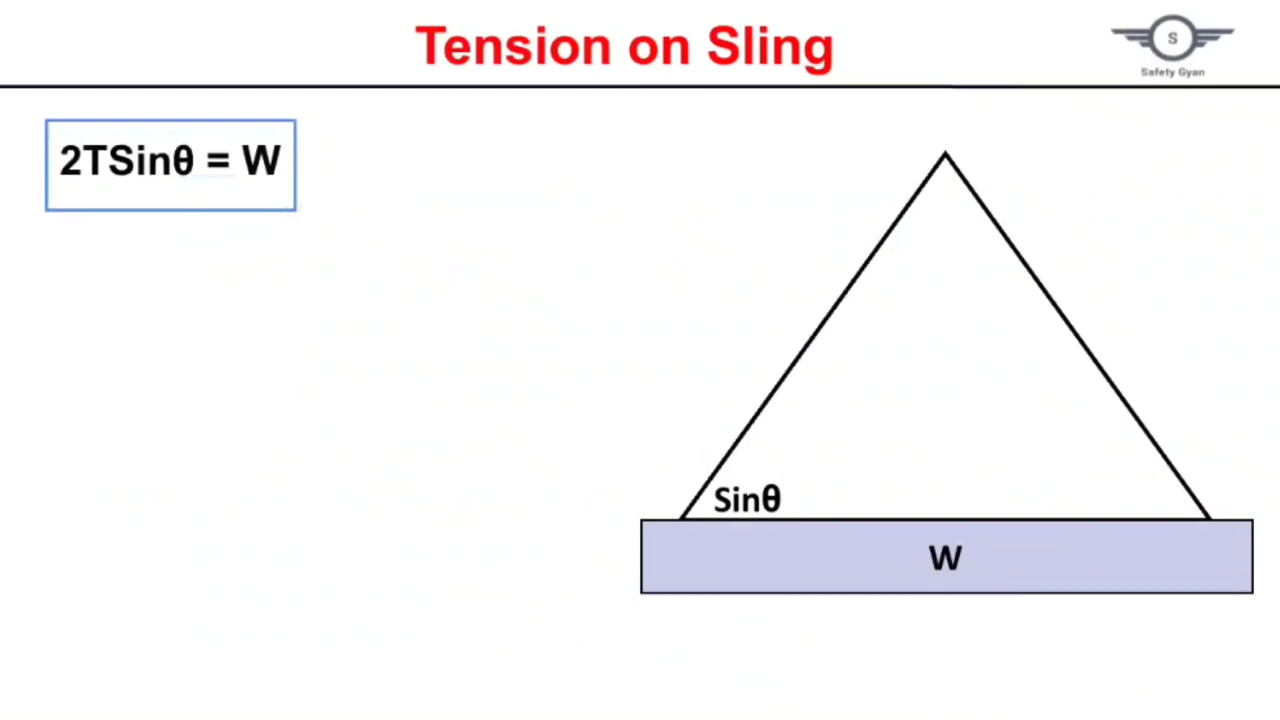 Tension on Sling
S
Safety Gyan
2TSinθ = W
Sinθ
W